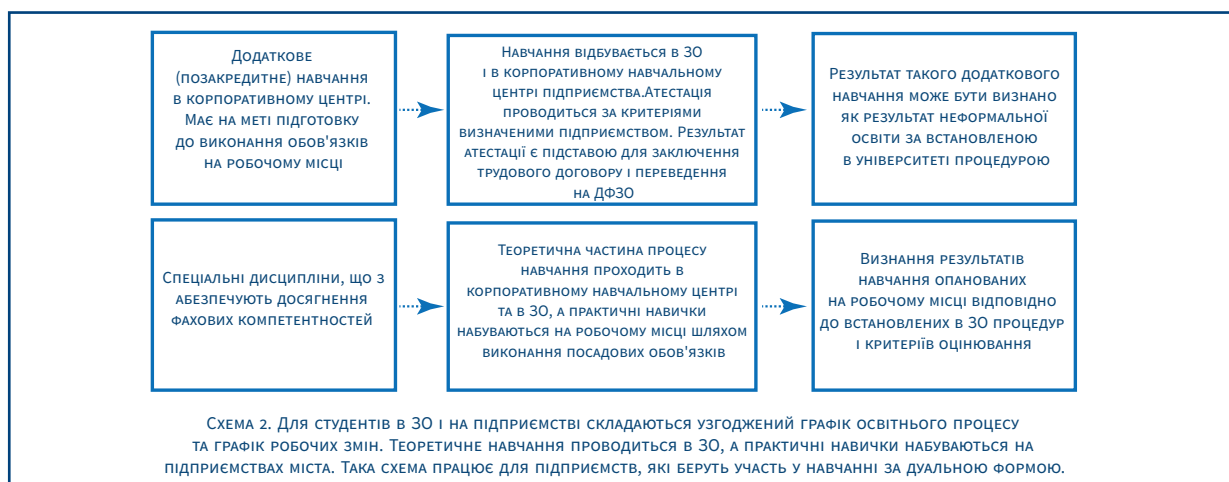 Додаткове
(позакредитне) навчання
в корпоративному центрі.
Має на меті підготовку
до виконання обов'язків
на робочому місці
Навчання відбувається в ЗО
і в корпоративному навчальному
центрі підприємства.Атестація
проводиться за критеріями
визначеними підприємством. Результат
атестації є підставою для заключення
трудового договору і переведення
на ДФЗО
Результат такого додаткового
навчання може бути визнано
як результат неформальної
освіти за встановленою
в університеті процедурою
Спеціальні дисципліни, що з
абезпечують досягнення
фахових компетентностей
Теоретична частина процесу
навчання проходить в
корпоративному навчальному центрі
та в ЗО, а практичні навички
набуваються на робочому місці шляхом
виконання посадових обов'язків
Визнання результатів
навчання опанованих
на робочому місці відповідно
до встановлених в ЗО процедур
і критеріїв оцінювання
Схема 2. Для студентів в ЗО і на підприємстві складаються узгоджений графік освітнього процесу
та графік робочих змін. Теоретичне навчання проводиться в ЗО, а практичні навички набуваються на
підприємствах міста. Така схема працює для підприємств, які беруть участь у навчанні за дуальною формою.